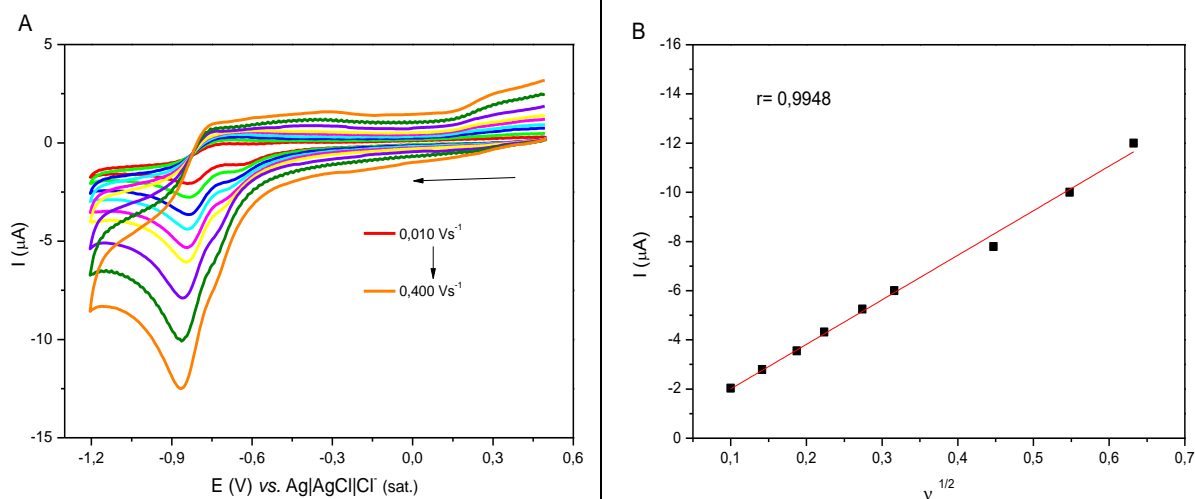 A
5
0
-5
-10
-15
I (µA)
-1,2 -0,9 -0,6 -0,3 0,0 0,3 0,6
E (V) vs. Ag|AgCl|Cl⁻ (sat.)
0,010 Vs⁻¹
0,400 Vs⁻¹
B
-16
-14
-12
-10
-8
-6
-4
-2
0
I (µA)
r= 0,9948
0,1 0,2 0,3 0,4 0,5 0,6 0,7
ν ^1/2